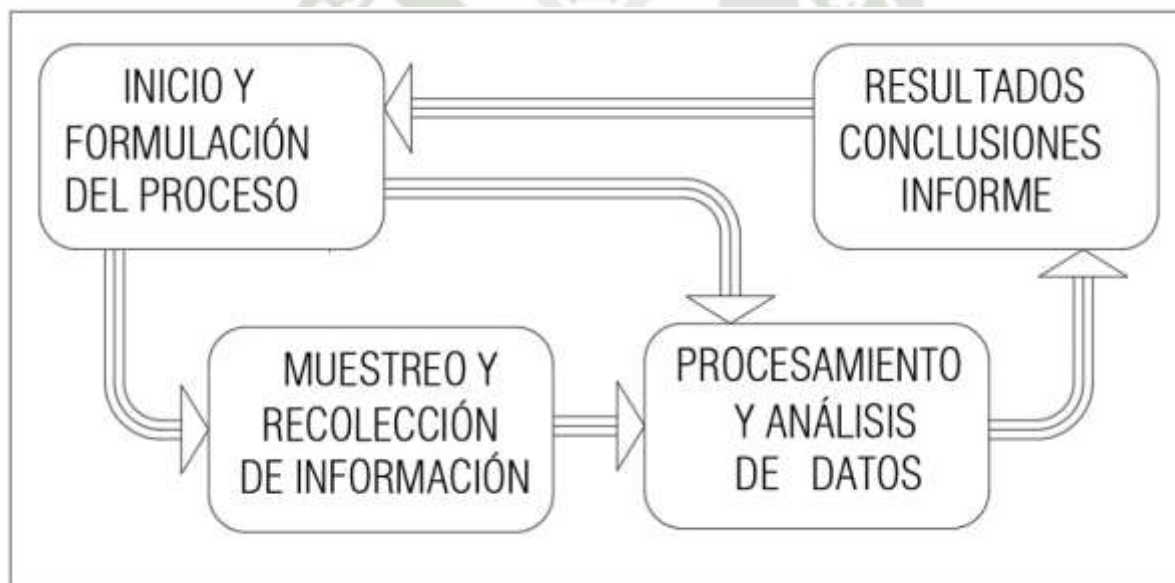 INICIO Y
FORMULACIÓN
DEL PROCESO
RESULTADOS
CONCLUSIONES
INFORME
MUESTREO Y
RECOLECCIÓN
DE INFORMACIÓN
PROCESAMIENTO
Y ANÁLISIS
DE DATOS